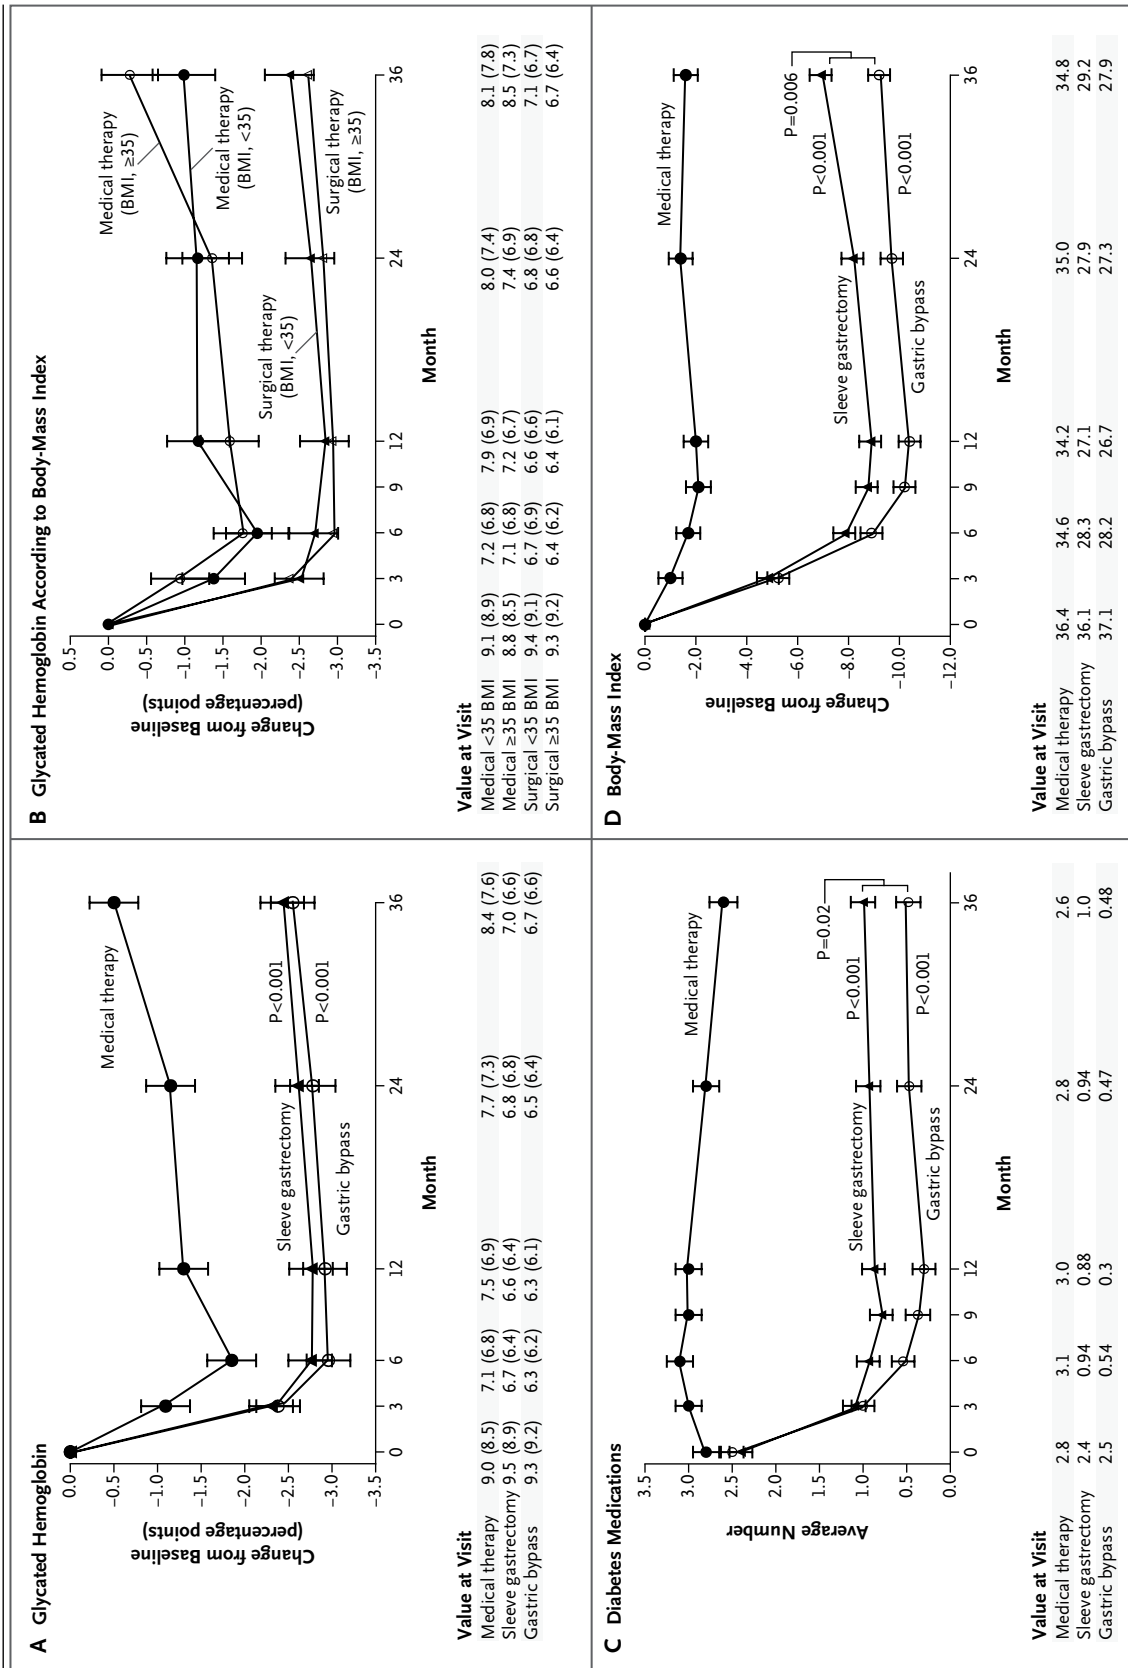 A Glycated Hemoglobin
Change from Baseline
(percentage points)
0.0
−0.5
−1.0
−1.5
−2.0
−2.5
−3.0
−3.5
Medical therapy
P<0.001
Sleeve gastrectomy
P<0.001
Gastric bypass
0 3 6 9 12 24 36
Month
Value at Visit
Medical therapy 9.0 (8.5) 7.1 (6.8) 7.5 (6.9) 7.7 (7.3) 8.4 (7.6)
Sleeve gastrectomy 9.5 (8.9) 6.7 (6.4) 6.6 (6.4) 6.8 (6.8) 7.0 (6.6)
Gastric bypass 9.3 (9.2) 6.3 (6.2) 6.3 (6.1) 6.5 (6.4) 6.7 (6.6)
B Glycated Hemoglobin According to Body-Mass Index
Change from Baseline
(percentage points)
0.5
0.0
−0.5
−1.0
−1.5
−2.0
−2.5
−3.0
−3.5
Medical therapy
(BMI, ≥35)
Medical therapy
(BMI, <35)
Surgical therapy
(BMI, <35)
Surgical therapy
(BMI, ≥35)
0 3 6 9 12 24 36
Month
Value at Visit
Medical <35 BMI 9.1 (8.9) 7.2 (6.8) 7.9 (6.9) 8.0 (7.4) 8.1 (7.8)
Medical ≥35 BMI 8.8 (8.5) 7.1 (6.8) 7.2 (6.7) 7.4 (6.9) 8.5 (7.3)
Surgical <35 BMI 9.4 (9.1) 6.7 (6.9) 6.6 (6.6) 6.8 (6.8) 7.1 (6.7)
Surgical ≥35 BMI 9.3 (9.2) 6.4 (6.2) 6.4 (6.1) 6.6 (6.4) 6.7 (6.4)
C Diabetes Medications
Average Number
3.5
3.0
2.5
2.0
1.5
1.0
0.5
0.0
Medical therapy
P=0.02
Sleeve gastrectomy
P<0.001
Gastric bypass
P<0.001
0 3 6 9 12 24 36
Month
Value at Visit
Medical therapy 2.8 3.1 3.0 2.8 2.6
Sleeve gastrectomy 2.4 0.94 0.88 0.94 1.0
Gastric bypass 2.5 0.54 0.3 0.47 0.48
D Body-Mass Index
Change from Baseline
0.0
−2.0
−4.0
−6.0
−8.0
−10.0
−12.0
Medical therapy
P=0.006
Sleeve gastrectomy
P<0.001
Gastric bypass
P<0.001
0 3 6 9 12 24 36
Month
Value at Visit
Medical therapy 36.4 34.6 34.2 35.0 34.8
Sleeve gastrectomy 36.1 28.3 27.1 27.9 29.2
Gastric bypass 37.1 28.2 26.7 27.3 27.9